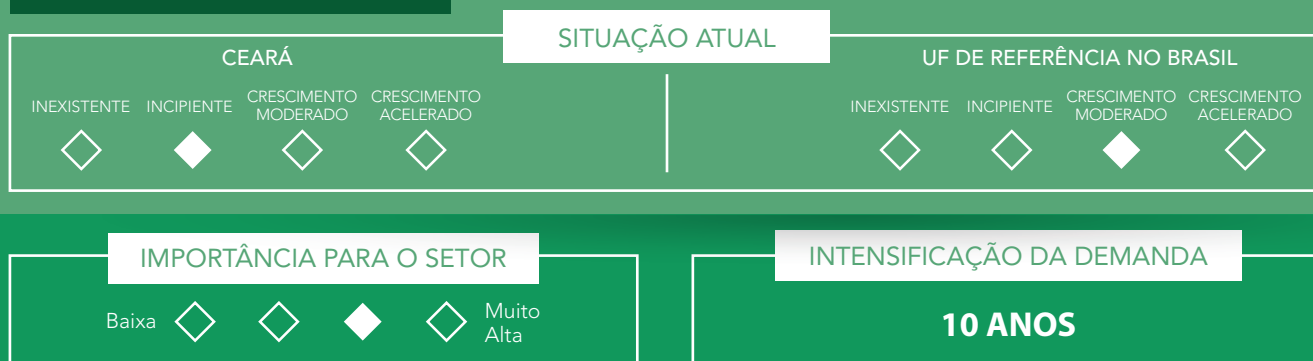 SITUAÇÃO ATUAL
CEARÁ
INEXISTENTE
INCIPIENTE
CRESCIMENTO
MODERADO
CRESCIMENTO
ACELERADO
UF DE REFERÊNCIA NO BRASIL
INEXISTENTE
INCIPIENTE
CRESCIMENTO
MODERADO
CRESCIMENTO
ACELERADO
IMPORTÂNCIA PARA O SETOR
Baixa
Muito
Alta
INTENSIFICAÇÃO DA DEMANDA
10 ANOS